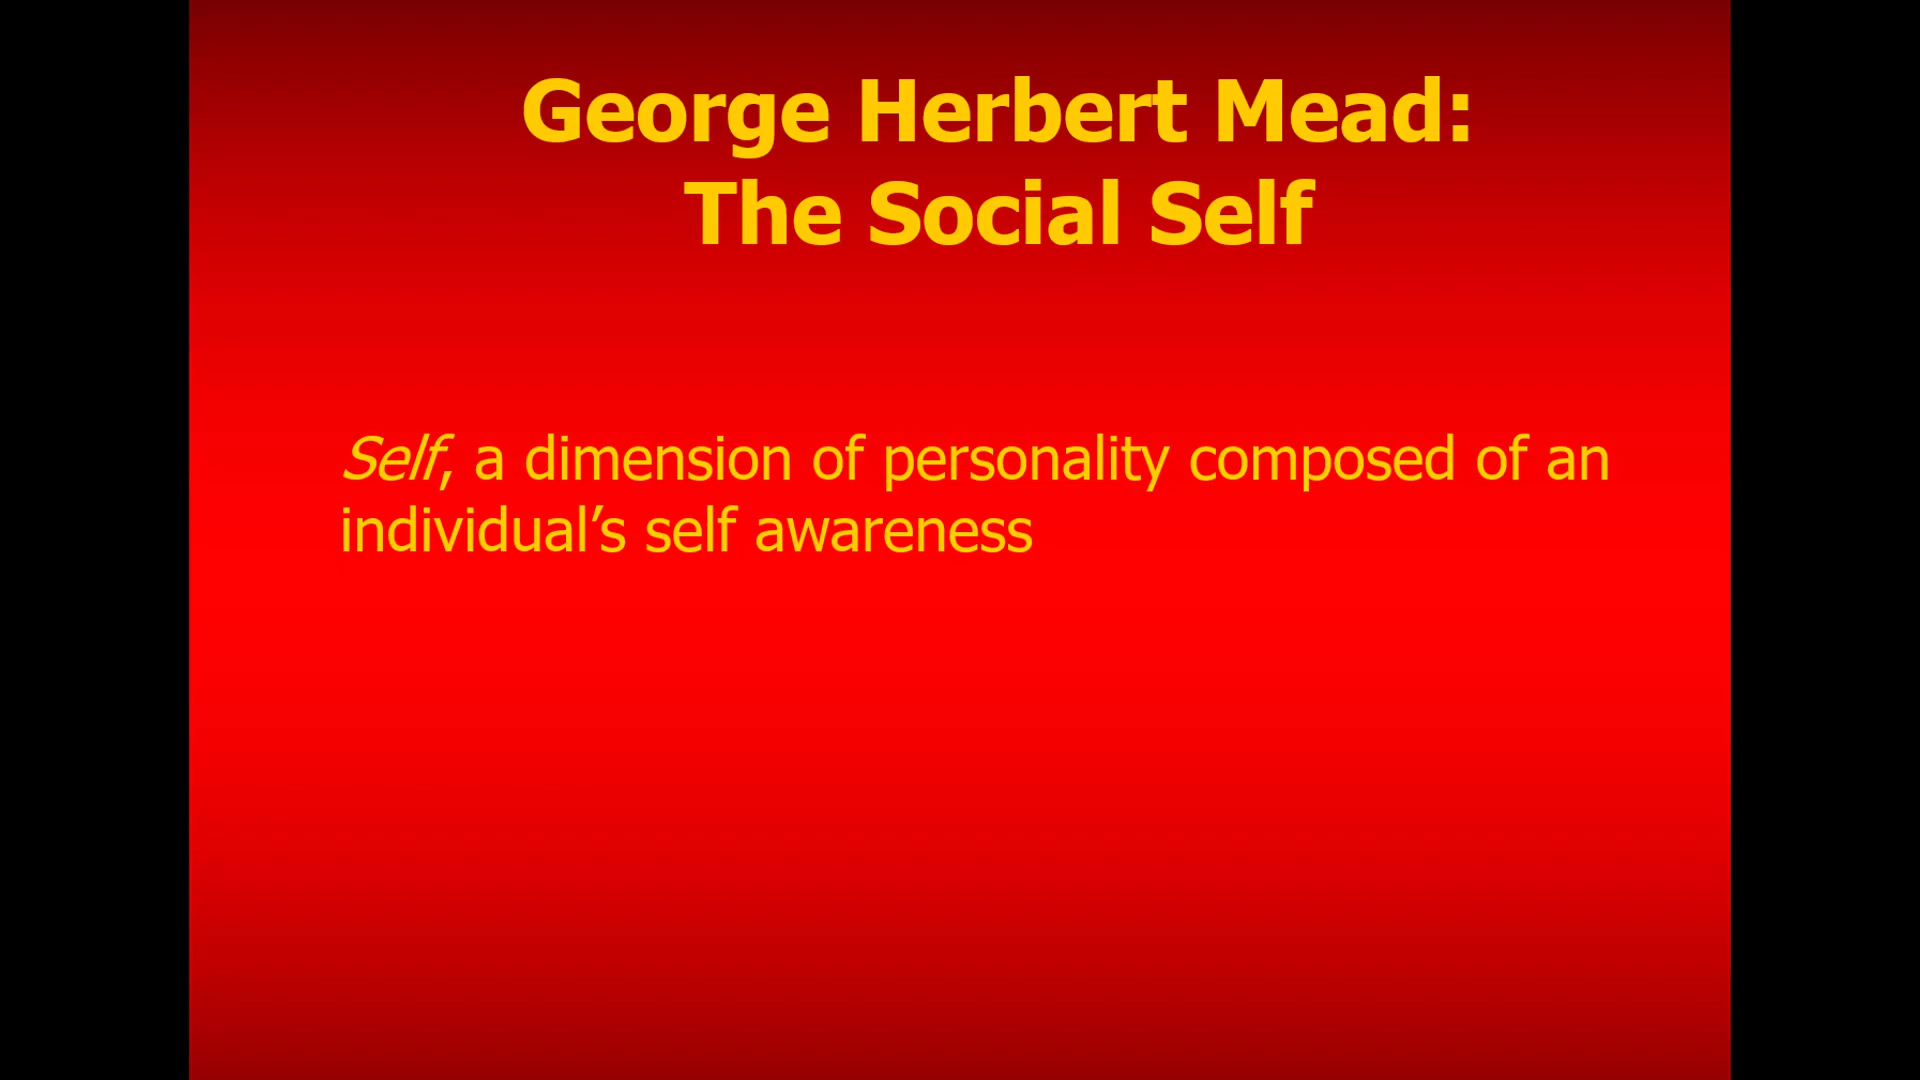 George Herbert Mead:
The Social Self
Self, a dimension of personality composed of an
individual’s self awareness